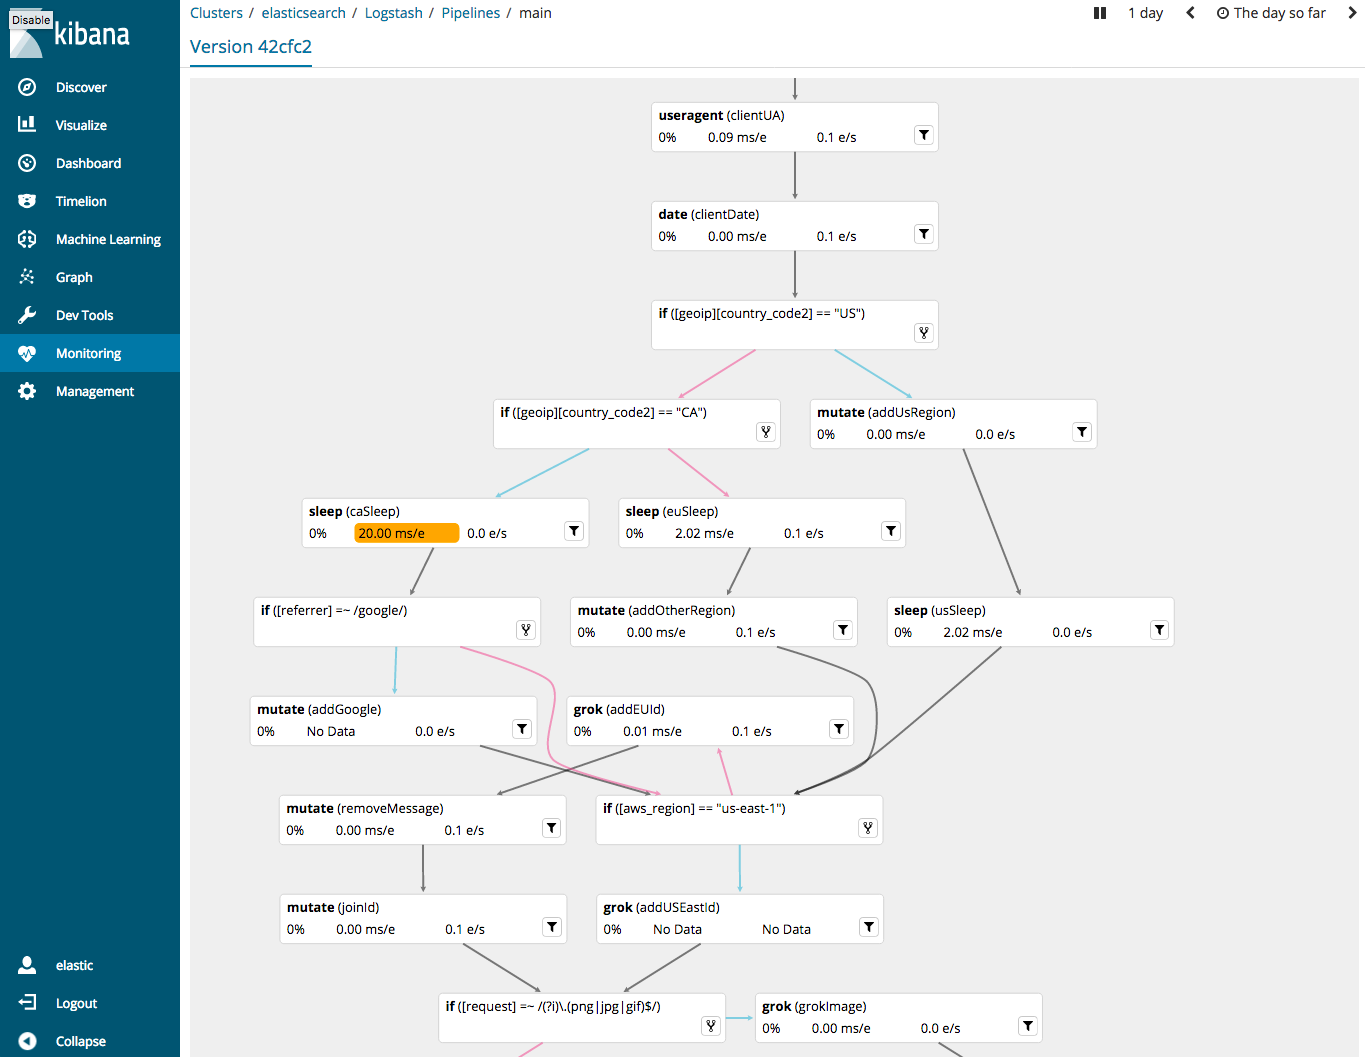 Disable
kibana
Discover
Visualize
Dashboard
Timelion
Machine Learning
Graph
Dev Tools
Monitoring
Management
elastic
Logout
Collapse
Clusters / elasticsearch / Logstash / Pipelines / main
1 day The day so far
Version 42cfc2
useragent (clientUA)
0% 0.09 ms/e 0.1 e/s
date (clientDate)
0% 0.00 ms/e 0.1 e/s
if ([geoip][country_code2] == "US")
if ([geoip][country_code2] == "CA")
mutate (addUsRegion)
0% 0.00 ms/e 0.0 e/s
sleep (caSleep)
0% 20.00 ms/e 0.0 e/s
sleep (euSleep)
0% 2.02 ms/e 0.1 e/s
if ([referrer] =~ /google/)
mutate (addOtherRegion)
0% 0.00 ms/e 0.1 e/s
sleep (usSleep)
0% 2.02 ms/e 0.0 e/s
mutate (addGoogle)
0% No Data 0.0 e/s
grok (addEUId)
0% 0.01 ms/e 0.1 e/s
mutate (removeMessage)
0% 0.00 ms/e 0.1 e/s
if ([aws_region] == "us-east-1")
mutate (joinId)
0% 0.00 ms/e 0.1 e/s
grok (addUSEastId)
0% No Data No Data
if ([request] =~ /(?i)\.(png|jpg|gif)$/)
grok (grokImage)
0% 0.00 ms/e 0.0 e/s